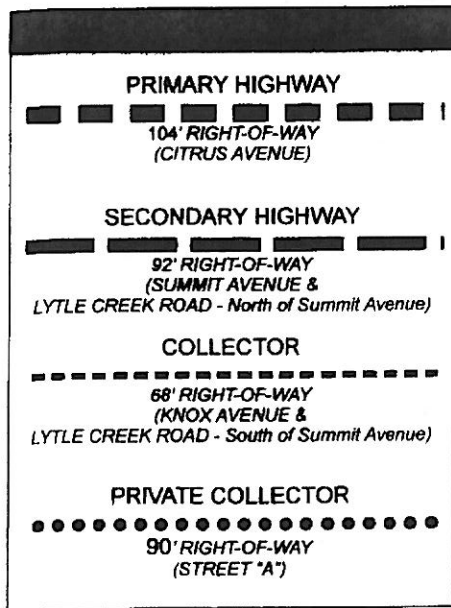 PRIMARY HIGHWAY
104' RIGHT-OF-WAY
(CITRUS AVENUE)
SECONDARY HIGHWAY
92' RIGHT-OF-WAY
(SUMMIT AVENUE &
LYTLE CREEK ROAD - North of Summit Avenue)
COLLECTOR
68' RIGHT-OF-WAY
(KNOX AVENUE &
LYTLE CREEK ROAD - South of Summit Avenue)
PRIVATE COLLECTOR
90' RIGHT-OF-WAY
(STREET "A")